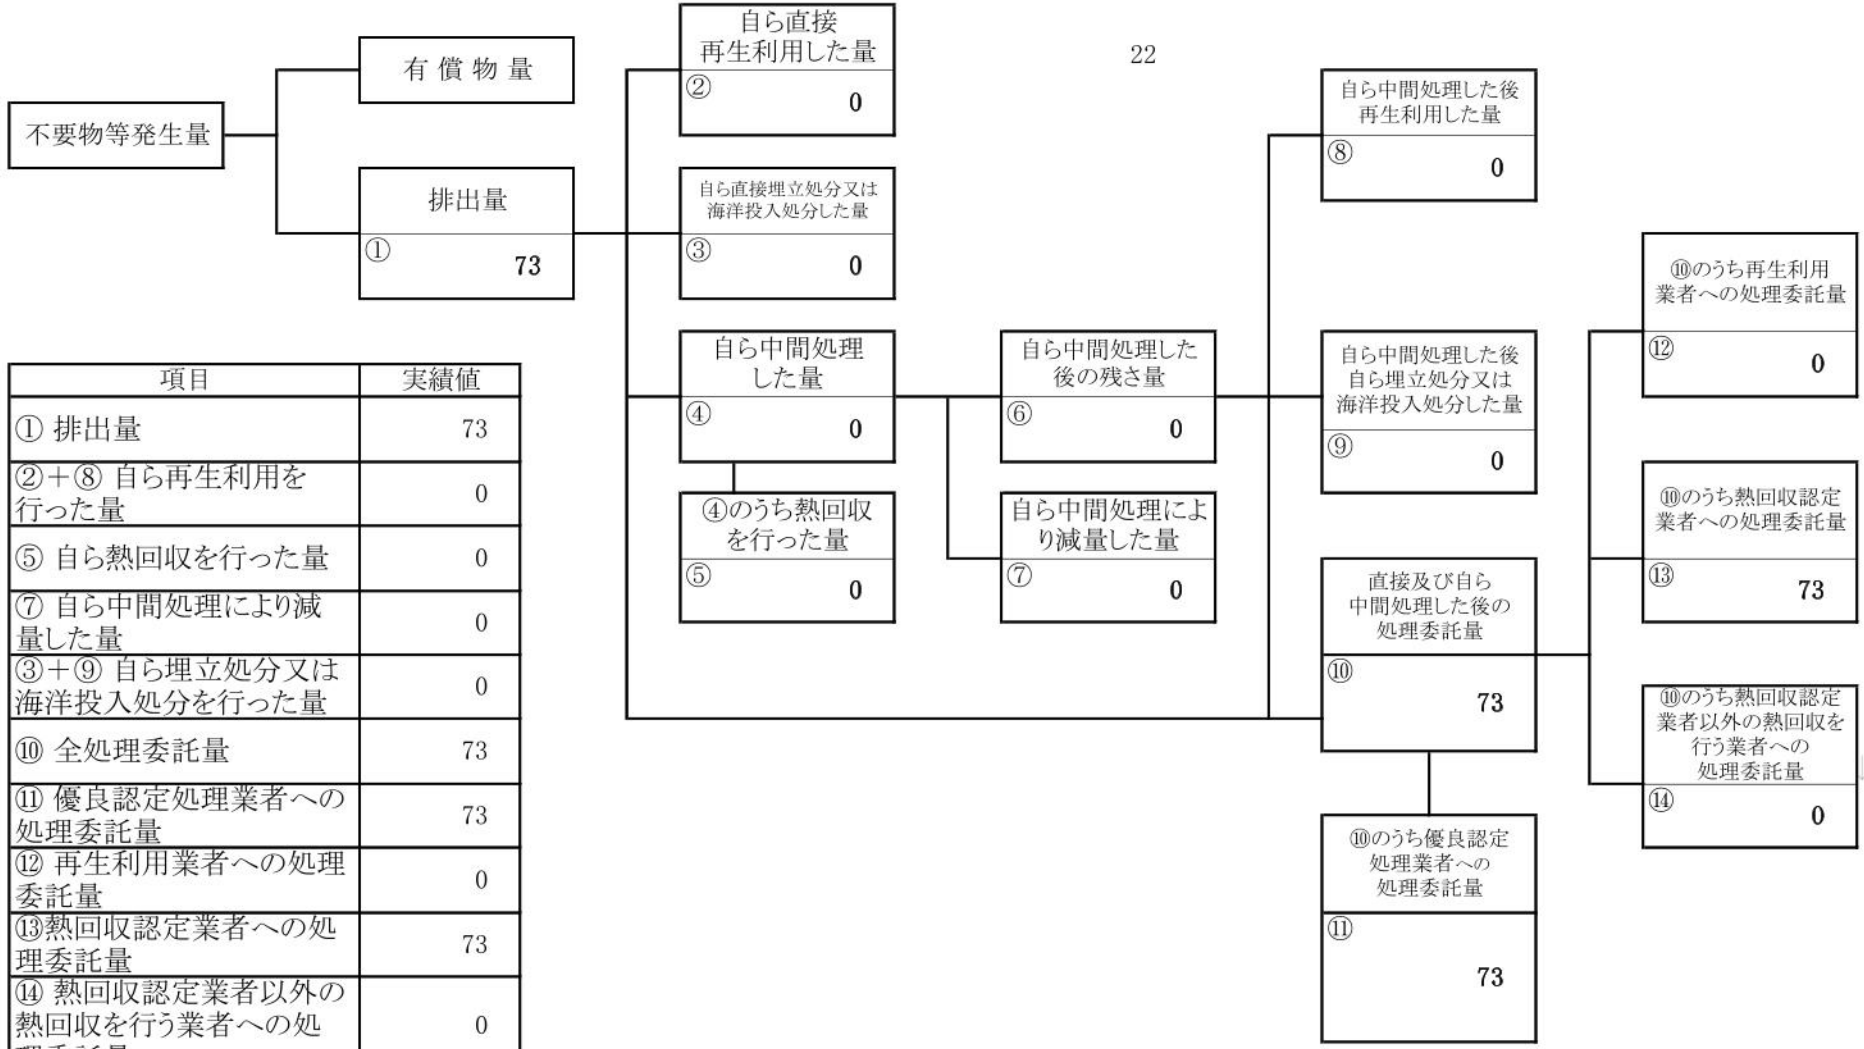 22
不要物等発生量
有償物量
排出量
①
73
自ら直接
再生利用した量
②
0
自ら直接埋立処分又は
海洋投入処分した量
③
0
自ら中間処理
した量
④
0
④のうち熱回収
を行った量
⑤
0
自ら中間処理した
後の残さ量
⑥
0
自ら中間処理によ
り減量した量
⑦
0
自ら中間処理した後
再生利用した量
⑧
0
自ら中間処理した後
自ら埋立処分又は
海洋投入処分した量
⑨
0
直接及び自ら
中間処理した後の
処理委託量
⑩
73
⑩のうち優良認定
処理業者への
処理委託量
⑪
73
⑩のうち再生利用
業者への処理委託量
⑫
0
⑩のうち熱回収認定
業者への処理委託量
⑬
73
⑩のうち熱回収認定
業者以外の熱回収を
行う業者への
処理委託量
⑭
0
項目 実績値
① 排出量 73
②+⑧ 自ら再生利用を
行った量 0
⑤ 自ら熱回収を行った量 0
⑦ 自ら中間処理により減
量した量 0
③+⑨ 自ら埋立処分又は
海洋投入処分を行った量 0
⑩ 全処理委託量 73
⑪ 優良認定処理業者への
処理委託量 73
⑫ 再生利用業者への処理
委託量 0
⑬熱回収認定業者への処
理委託量 73
⑭ 熱回収認定業者以外の
熱回収を行う業者への処 0